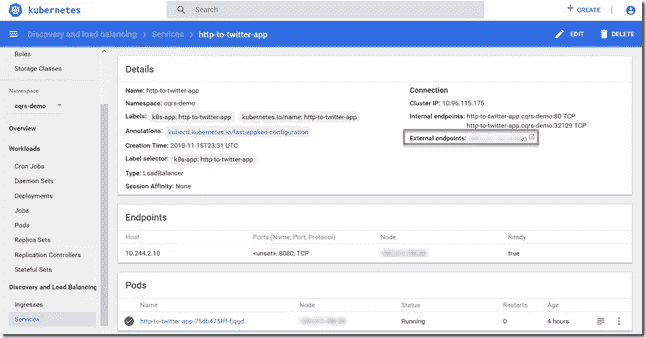 kubernetes
Search
+ CREATE
Discovery and load balancing > Services > http-to-twitter-app
EDIT
DELETE
Roles
Storage Classes
Namespace
cqrs-demo
Overview
Workloads
Cron Jobs
Daemon Sets
Deployments
Jobs
Pods
Replica Sets
Replication Controllers
Stateful Sets
Discovery and Load Balancing
Ingresses
Services
Details
Name: http-to-twitter-app
Namespace: cqrs-demo
Labels: k8s-app: http-to-twitter-app kubernetes.io/name: http-to-twitter-app
Annotations: kubectl.kubernetes.io/last-applied-configuration
Creation Time: 2018-11-15T23:31 UTC
Label selector: k8s-app: http-to-twitter-app
Type: LoadBalancer
Session Affinity: None
Connection
Cluster IP: 10.96.115.175
Internal endpoints: http-to-twitter-app.cqrs-demo:80 TCP
http-to-twitter-app.cqrs-demo:32129 TCP
External endpoints:
Endpoints
Host Ports (Name, Port, Protocol) Node Ready
10.244.2.10 <unset>, 8080, TCP true
Pods
Name Node Status Restarts Age
http-to-twitter-app-75db475fff-fjqgd Running 0 4 hours